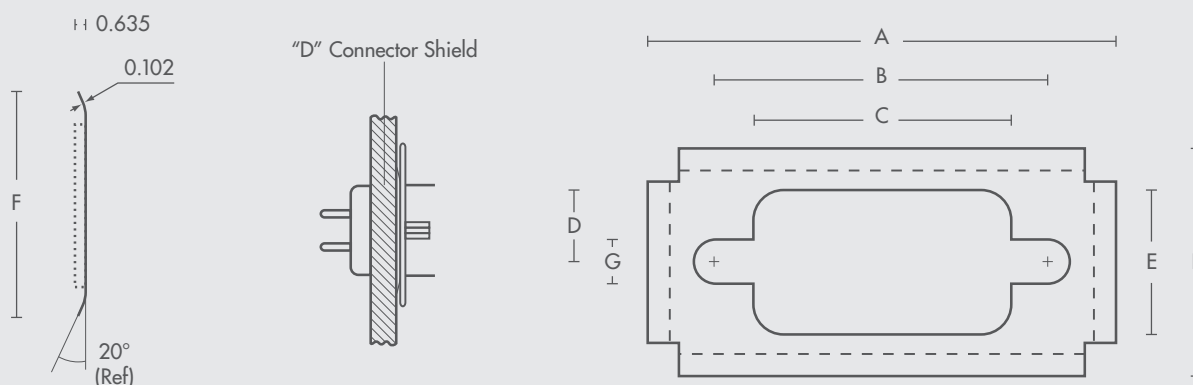 0.635
0.102
F
20°
(Ref)
“D” Connector Shield
A
B
C
D
G
E